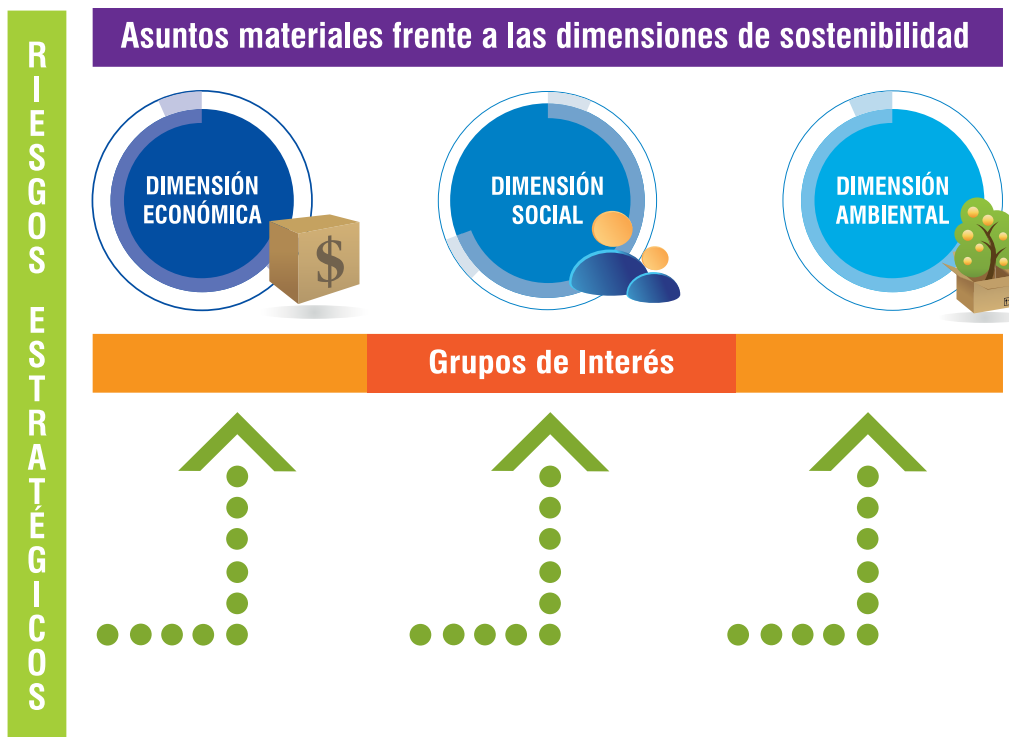 RIESGOS ESTRATÉGICOS
Asuntos materiales frente a las dimensiones de sostenibilidad
DIMENSIÓN
ECONÓMICA
$
DIMENSIÓN
SOCIAL
DIMENSIÓN
AMBIENTAL
Grupos de Interés